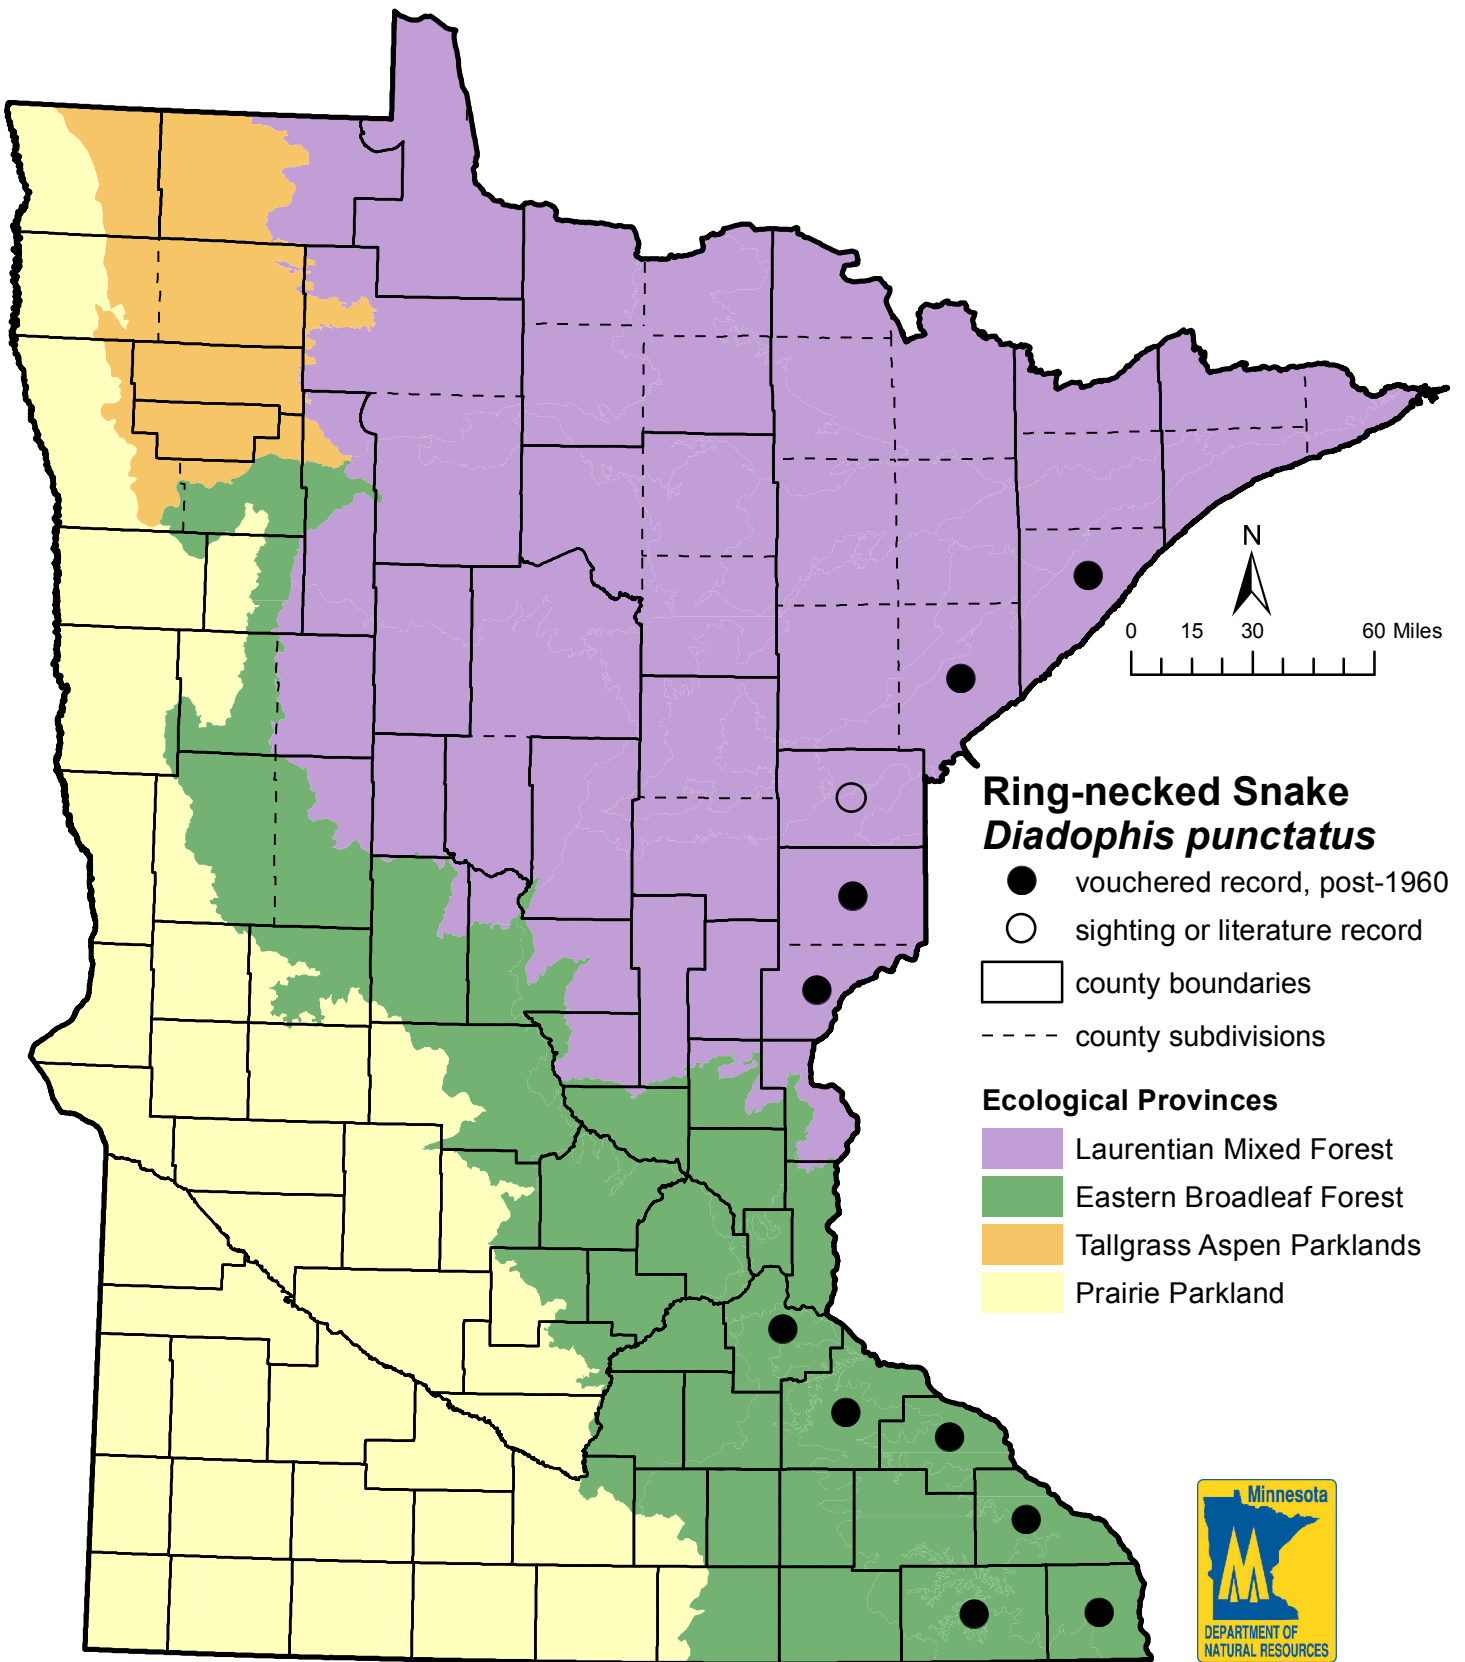 N
0 15 30 60 Miles
Ring-necked Snake
Diadophis punctatus
vouchered record, post-1960
sighting or literature record
county boundaries
county subdivisions
Ecological Provinces
Laurentian Mixed Forest
Eastern Broadleaf Forest
Tallgrass Aspen Parklands
Prairie Parkland
Minnesota
DEPARTMENT OF
NATURAL RESOURCES